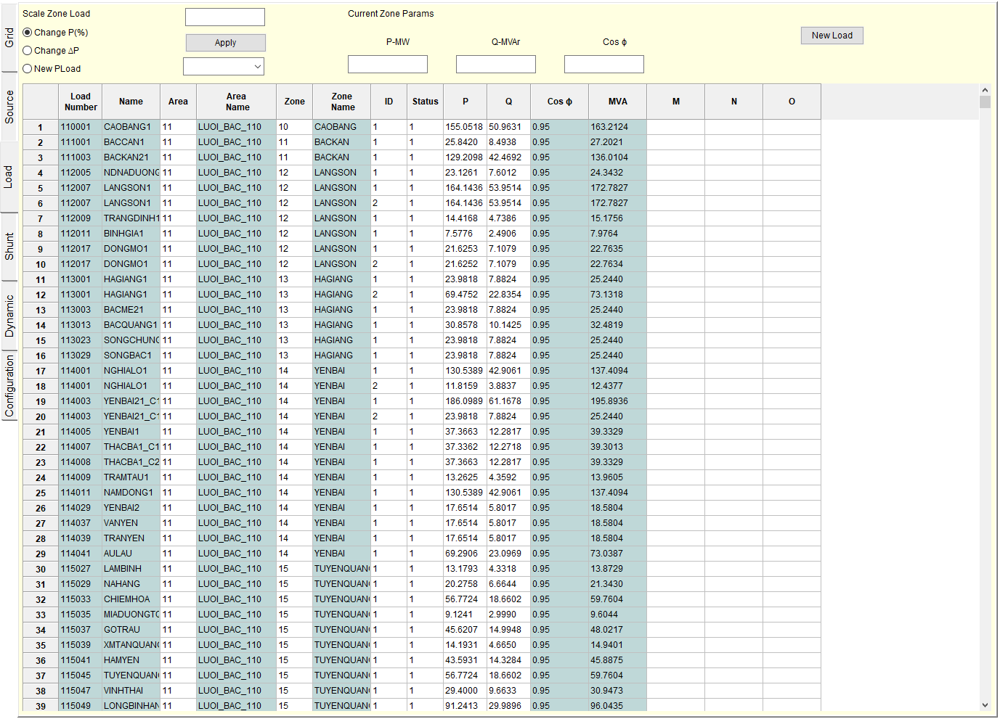 Grid
Source
Load
Shunt
Dynamic
Configuration
Scale Zone Load
Change P(%)
Change ΔP
New PLoad
Apply
Current Zone Params
P-MW Q-MVAr Cos ϕ
New Load
Load Number Name Area Area Name Zone Zone Name ID Status P Q Cos ϕ MVA M N O
1 110001 CAOBANG1 11 LUOI_BAC_110 10 CAOBANG 1 1 155.0518 50.9631 0.95 163.2124
2 111001 BACCAN1 11 LUOI_BAC_110 11 BACKAN 1 1 25.8420 8.4938 0.95 27.2021
3 111003 BACKAN21 11 LUOI_BAC_110 11 BACKAN 1 1 129.2098 42.4692 0.95 136.0104
4 112005 NDNADUONG 11 LUOI_BAC_110 12 LANGSON 1 1 23.1261 7.6012 0.95 24.3432
5 112007 LANGSON1 11 LUOI_BAC_110 12 LANGSON 1 1 164.1436 53.9514 0.95 172.7827
6 112007 LANGSON1 11 LUOI_BAC_110 12 LANGSON 2 1 164.1436 53.9514 0.95 172.7827
7 112009 TRANGDINH1 11 LUOI_BAC_110 12 LANGSON 1 1 14.4168 4.7386 0.95 15.1756
8 112011 BINHGIA1 11 LUOI_BAC_110 12 LANGSON 1 1 7.5776 2.4906 0.95 7.9764
9 112017 DONGMO1 11 LUOI_BAC_110 12 LANGSON 1 1 21.6253 7.1079 0.95 22.7635
10 112017 DONGMO1 11 LUOI_BAC_110 12 LANGSON 2 1 21.6252 7.1079 0.95 22.7634
11 113001 HAGIANG1 11 LUOI_BAC_110 13 HAGIANG 1 1 23.9818 7.8824 0.95 25.2440
12 113001 HAGIANG1 11 LUOI_BAC_110 13 HAGIANG 2 1 69.4752 22.8354 0.95 73.1318
13 113003 BACME21 11 LUOI_BAC_110 13 HAGIANG 1 1 23.9818 7.8824 0.95 25.2440
14 113013 BACQUANG1 11 LUOI_BAC_110 13 HAGIANG 1 1 30.8578 10.1425 0.95 32.4819
15 113023 SONGCHUNG 11 LUOI_BAC_110 13 HAGIANG 1 1 23.9818 7.8824 0.95 25.2440
16 113029 SONGBAC1 11 LUOI_BAC_110 13 HAGIANG 1 1 23.9818 7.8824 0.95 25.2440
17 114001 NGHIALO1 11 LUOI_BAC_110 14 YENBAI 1 1 130.5389 42.9061 0.95 137.4094
18 114001 NGHIALO1 11 LUOI_BAC_110 14 YENBAI 2 1 11.8159 3.8837 0.95 12.4377
19 114003 YENBAI21_C1 11 LUOI_BAC_110 14 YENBAI 1 1 186.0989 61.1678 0.95 195.8936
20 114003 YENBAI21_C1 11 LUOI_BAC_110 14 YENBAI 2 1 23.9818 7.8824 0.95 25.2440
21 114005 YENBAI1 11 LUOI_BAC_110 14 YENBAI 1 1 37.3663 12.2817 0.95 39.3329
22 114007 THACBA1_C1 11 LUOI_BAC_110 14 YENBAI 1 1 37.3362 12.2718 0.95 39.3013
23 114008 THACBA1_C2 11 LUOI_BAC_110 14 YENBAI 1 1 37.3663 12.2817 0.95 39.3329
24 114009 TRAMTAU1 11 LUOI_BAC_110 14 YENBAI 1 1 13.2625 4.3592 0.95 13.9605
25 114011 NAMDONG1 11 LUOI_BAC_110 14 YENBAI 1 1 130.5389 42.9061 0.95 137.4094
26 114029 YENBAI2 11 LUOI_BAC_110 14 YENBAI 1 1 17.6514 5.8017 0.95 18.5804
27 114037 VANYEN 11 LUOI_BAC_110 14 YENBAI 1 1 17.6514 5.8017 0.95 18.5804
28 114039 TRANYEN 11 LUOI_BAC_110 14 YENBAI 1 1 17.6514 5.8017 0.95 18.5804
29 114041 AULAU 11 LUOI_BAC_110 14 YENBAI 1 1 69.2906 23.0969 0.95 73.0387
30 115027 LAMBINH 11 LUOI_BAC_110 15 TUYENQUANG 1 1 13.1793 4.3318 0.95 13.8729
31 115029 NAHANG 11 LUOI_BAC_110 15 TUYENQUANG 1 1 20.2758 6.6644 0.95 21.3430
32 115033 CHIEMHOA 11 LUOI_BAC_110 15 TUYENQUANG 1 1 56.7724 18.6602 0.95 59.7604
33 115035 MIADUONGTQ 11 LUOI_BAC_110 15 TUYENQUANG 1 1 9.1241 2.9990 0.95 9.6044
34 115037 GOTRAU 11 LUOI_BAC_110 15 TUYENQUANG 1 1 45.6207 14.9948 0.95 48.0217
35 115039 XMTANQUANG 11 LUOI_BAC_110 15 TUYENQUANG 1 1 14.1931 4.6650 0.95 14.9401
36 115041 HAMYEN 11 LUOI_BAC_110 15 TUYENQUANG 1 1 43.5931 14.3284 0.95 45.8875
37 115045 TUYENQUAN 11 LUOI_BAC_110 15 TUYENQUANG 1 1 56.7724 18.6602 0.95 59.7604
38 115047 VINHTHAI 11 LUOI_BAC_110 15 TUYENQUANG 1 1 29.4000 9.6633 0.95 30.9473
39 115049 LONGBINHAN 11 LUOI_BAC_110 15 TUYENQUANG 1 1 91.2413 29.9896 0.95 96.0435